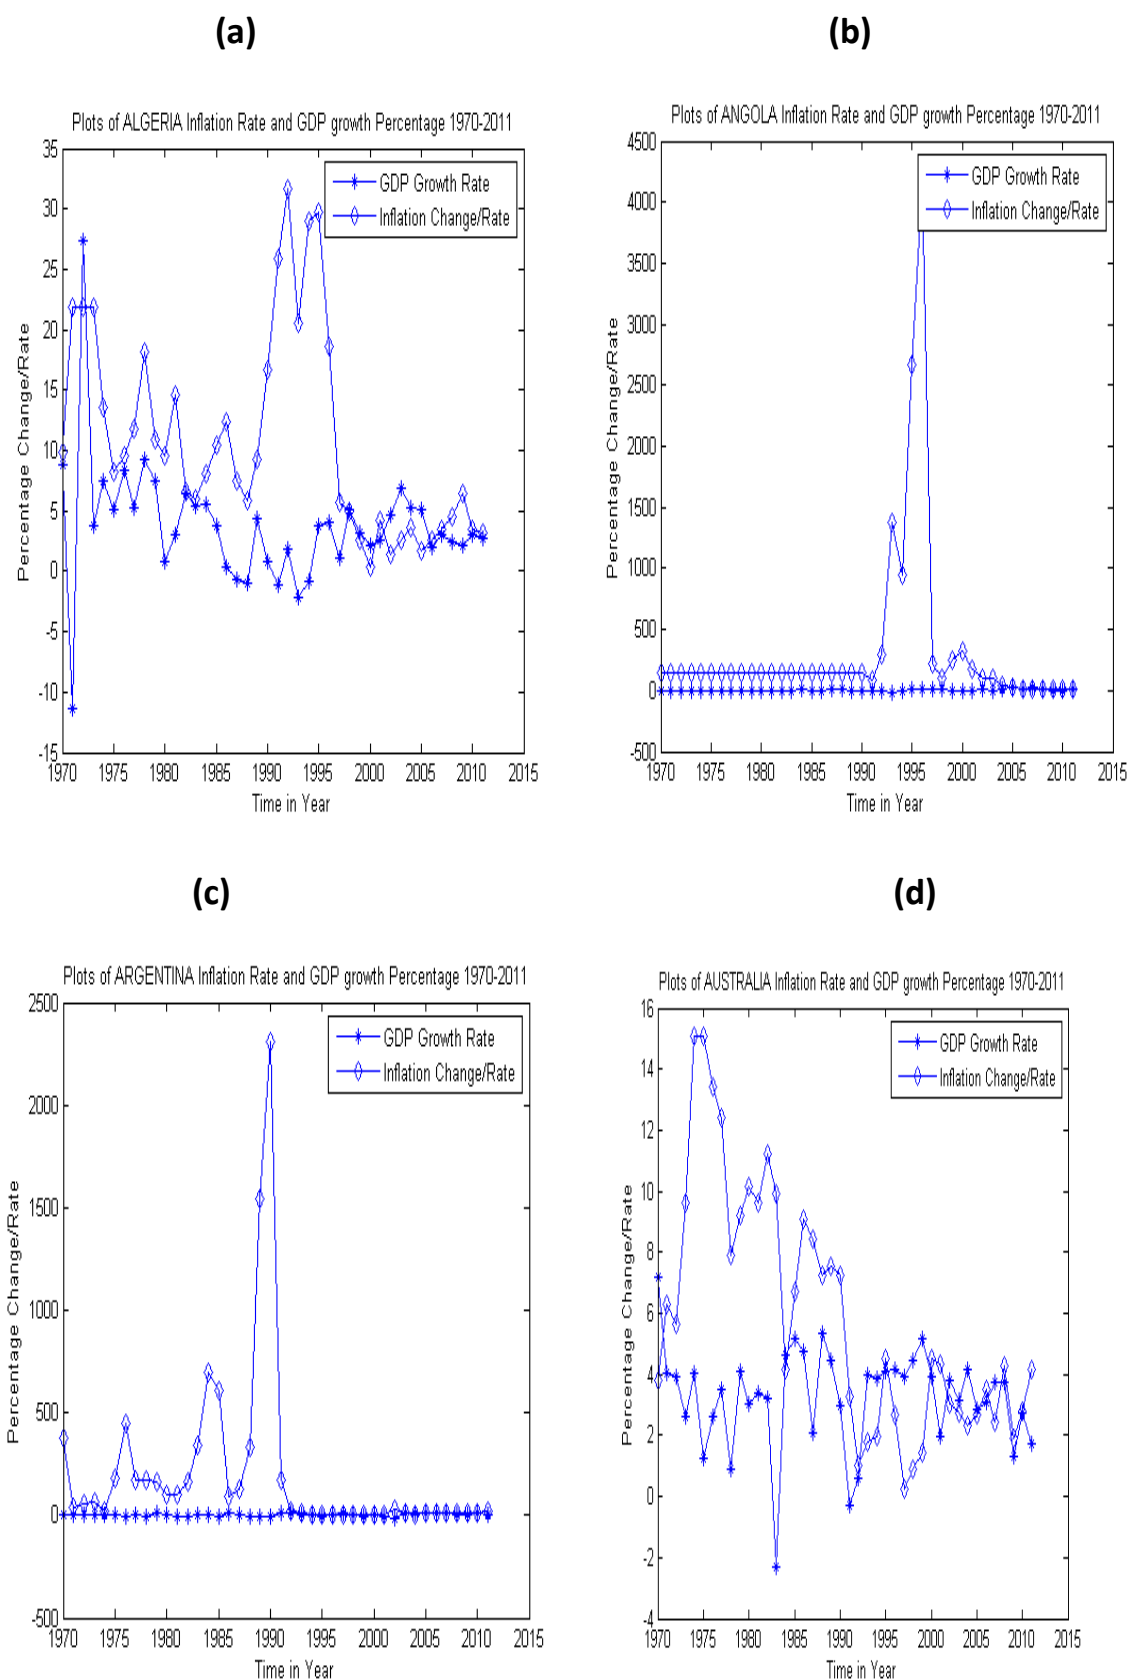 (a)
Plots of ALGERIA Inflation Rate and GDP growth Percentage 1970-2011
35
30
25
20
15
10
5
0
-5
-10
-15
Percentage Change/Rate
GDP Growth Rate
Inflation Change/Rate
1970 1975 1980 1985 1990 1995 2000 2005 2010 2015
Time in Year
(b)
Plots of ANGOLA Inflation Rate and GDP growth Percentage 1970-2011
4500
4000
3500
3000
2500
2000
1500
1000
500
0
-500
Percentage Change/Rate
GDP Growth Rate
Inflation Change/Rate
1970 1975 1980 1985 1990 1995 2000 2005 2010 2015
Time in Year
(c)
Plots of ARGENTINA Inflation Rate and GDP growth Percentage 1970-2011
2500
2000
1500
1000
500
0
-500
Percentage Change/Rate
GDP Growth Rate
Inflation Change/Rate
1970 1975 1980 1985 1990 1995 2000 2005 2010 2015
Time in Year
(d)
Plots of AUSTRALIA Inflation Rate and GDP growth Percentage 1970-2011
16
14
12
10
8
6
4
2
0
-2
-4
Percentage Change/Rate
GDP Growth Rate
Inflation Change/Rate
1970 1975 1980 1985 1990 1995 2000 2005 2010 2015
Time in Year